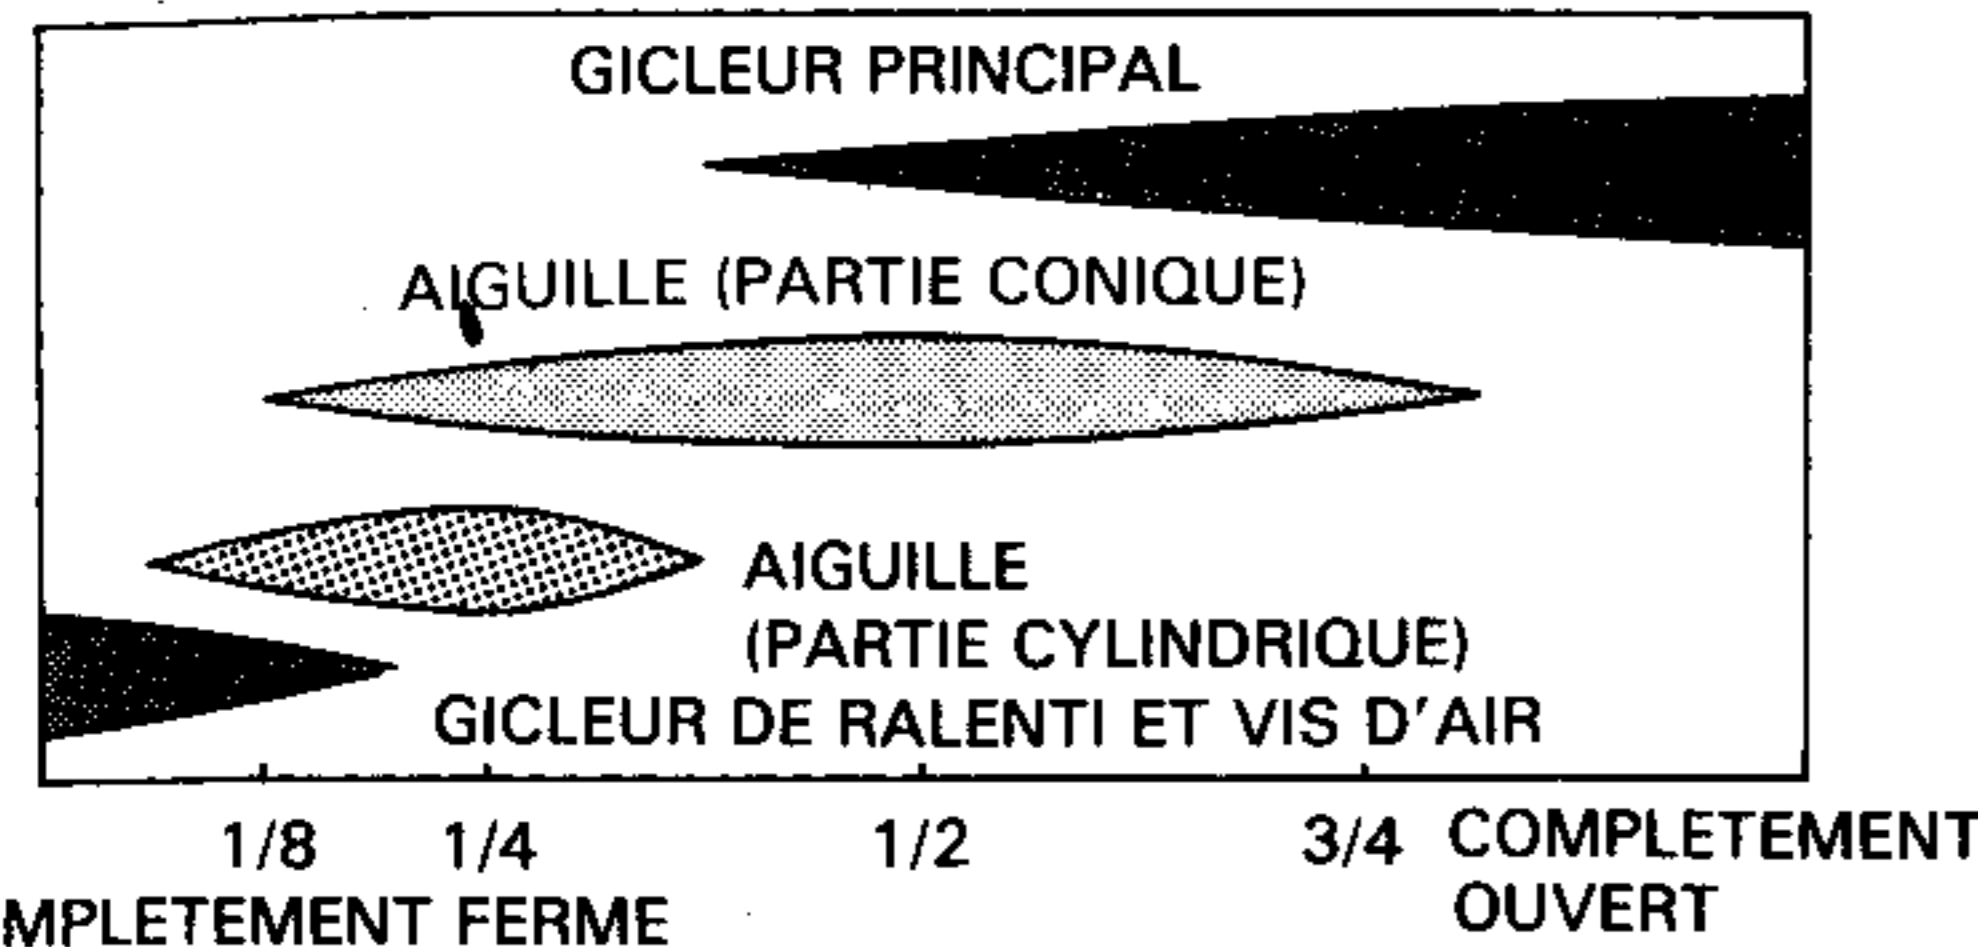 GICLEUR PRINCIPAL
AIGUILLE (PARTIE CONIQUE)
AIGUILLE
(PARTIE CYLINDRIQUE)
GICLEUR DE RALENTI ET VIS D'AIR
1/8 1/4 1/2 3/4 COMPLETEMENT
OUVERT
MPLETEMENT FERME